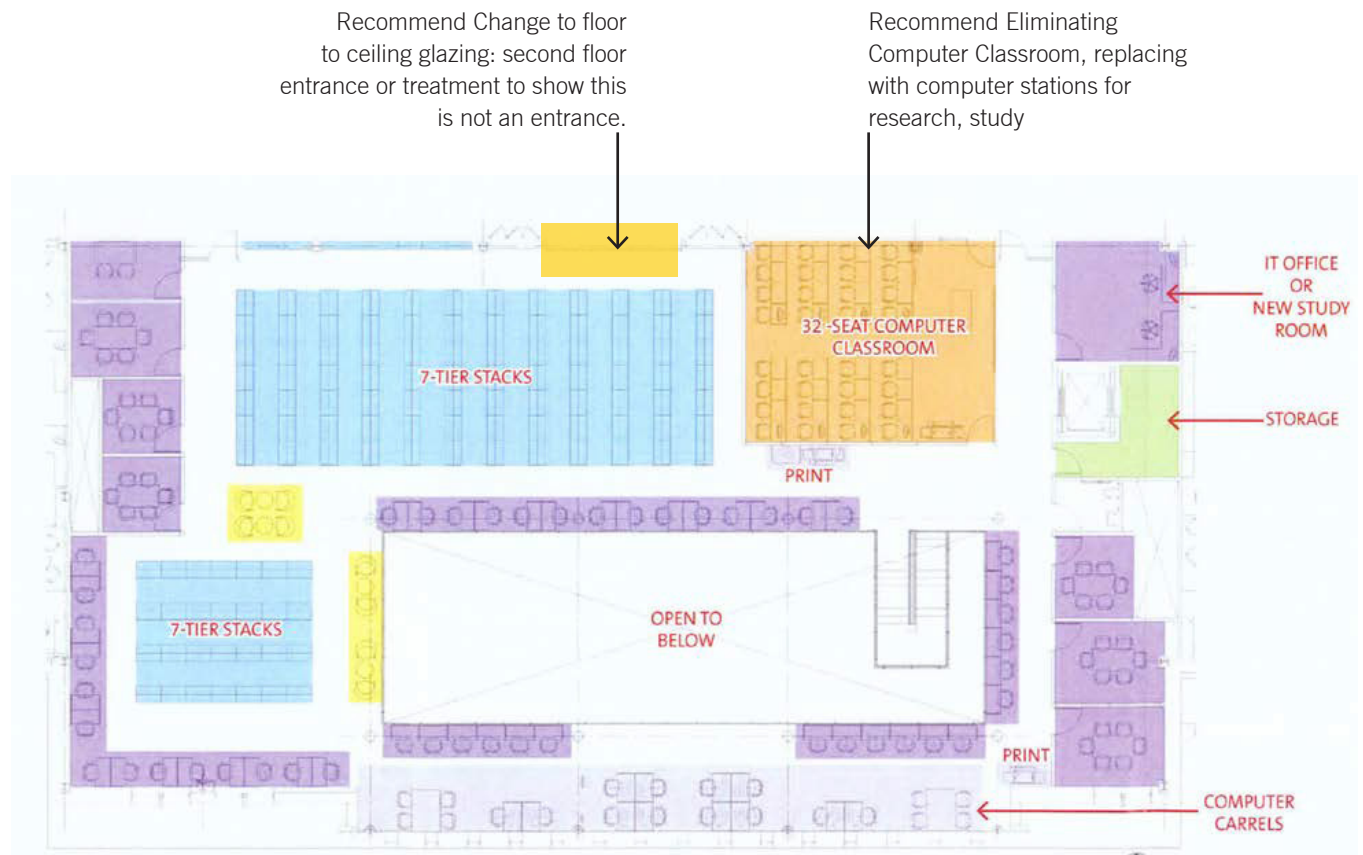 Recommend Change to floor
to ceiling glazing: second floor
entrance or treatment to show this
is not an entrance.
Recommend Eliminating
Computer Classroom, replacing
with computer stations for
research, study
IT OFFICE
OR
NEW STUDY
ROOM
32 -SEAT COMPUTER
CLASSROOM
7-TIER STACKS
STORAGE
PRINT
OPEN TO
BELOW
7-TIER STACKS
PRINT
COMPUTER
CARRELS